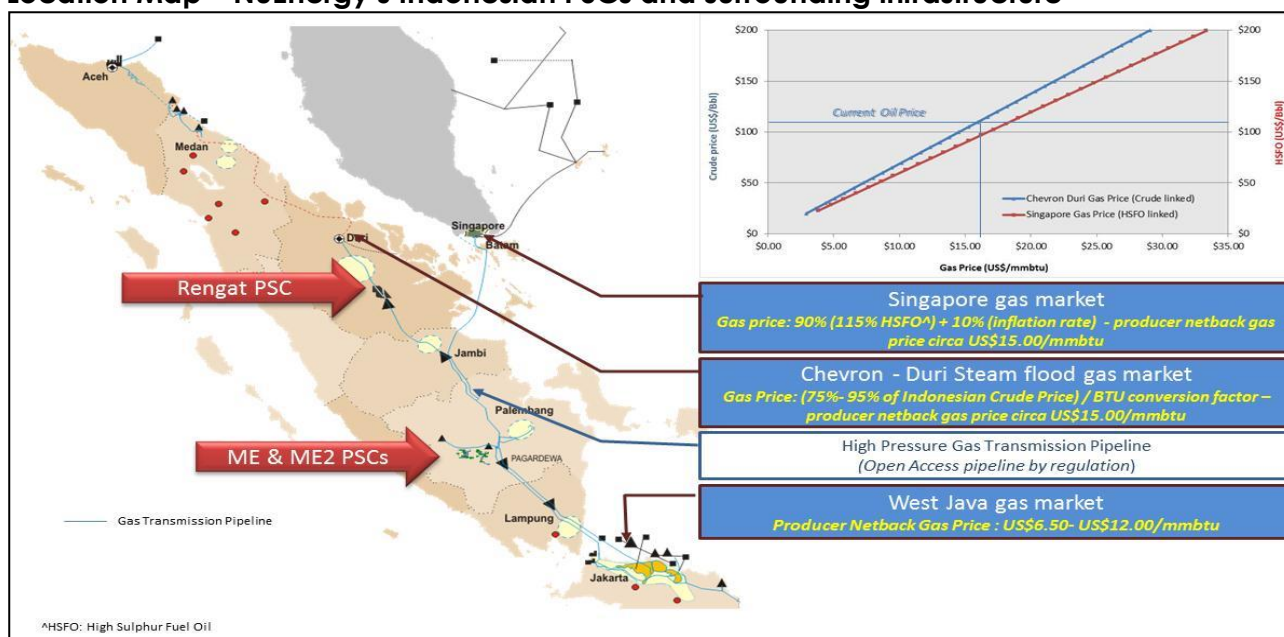 Location Map – NuEnergy's Indonesian PSCs and surrounding infrastructure
Aceh
Medan
Duri
Singapore
Batam
Rengat PSC
Jambi
Palembang
ME & ME2 PSCs
PAGARDEWA
Gas Transmission Pipeline
Lampung
Jakarta
^HSFO: High Sulphur Fuel Oil
Crude price (US$/Bbl)
$200
$150
$100
$50
$0
Current Oil Price
Chevron Duri Gas Price (Crude linked)
Singapore Gas Price (HSFO linked)
$200
$150
$100
$50
$0
HSFO (US$/Bbl)
$0.00 $5.00 $10.00 $15.00 $20.00 $25.00 $30.00 $35.00
Gas Price (US$/mmbtu)
Singapore gas market
Gas price: 90% (115% HSFO^) + 10% (inflation rate) - producer netback gas
price circa US$15.00/mmbtu
Chevron - Duri Steam flood gas market
Gas Price: (75%- 95% of Indonesian Crude Price) / BTU conversion factor –
producer netback gas price circa US$15.00/mmbtu
High Pressure Gas Transmission Pipeline
(Open Access pipeline by regulation)
West Java gas market
Producer Netback Gas Price : US$6.50- US$12.00/mmbtu